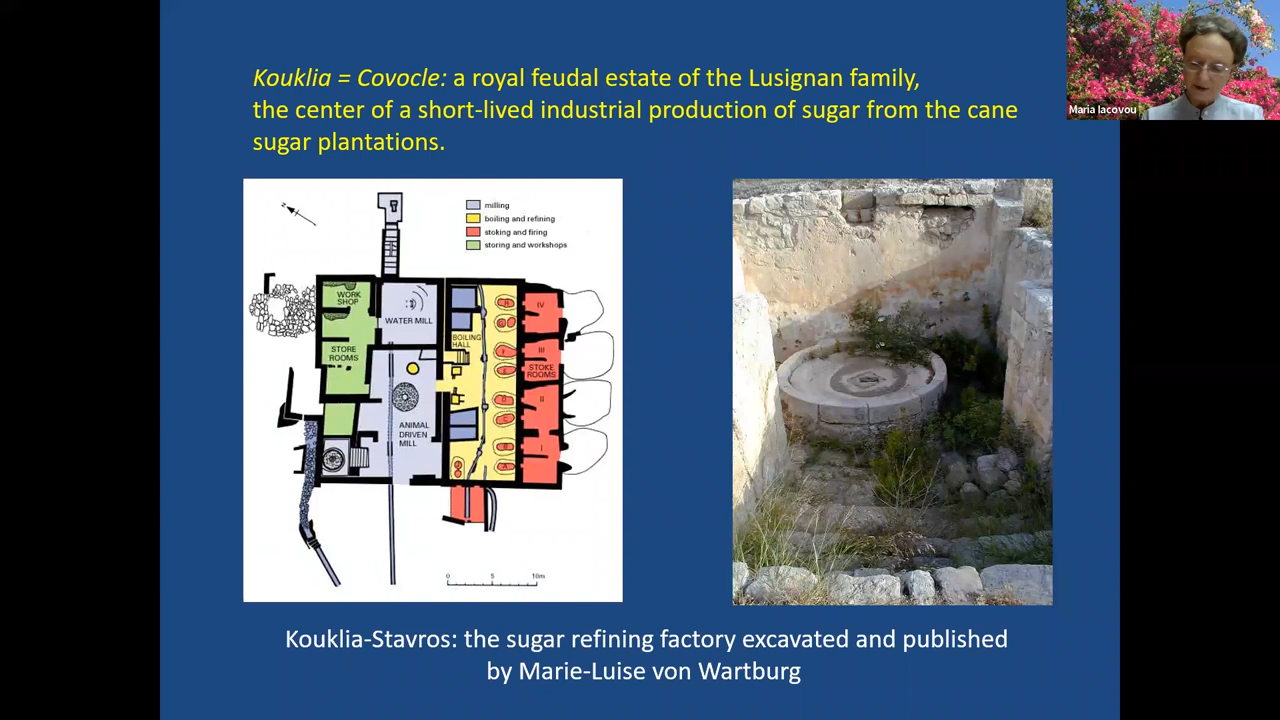 Kouklia = Covocle: a royal feudal estate of the Lusignan family,
the center of a short-lived industrial production of sugar from the cane
sugar plantations.
Maria Iacovou
milling
boiling and refining
stoking and firing
storing and workshops
WORK
SHOP
WATER MILL
STORE
ROOMS
BOILING
HALL
IV
III
STOKE
ROOMS
II
I
ANIMAL
DRIVEN
MILL
0 5 10m
Kouklia-Stavros: the sugar refining factory excavated and published
by Marie-Luise von Wartburg